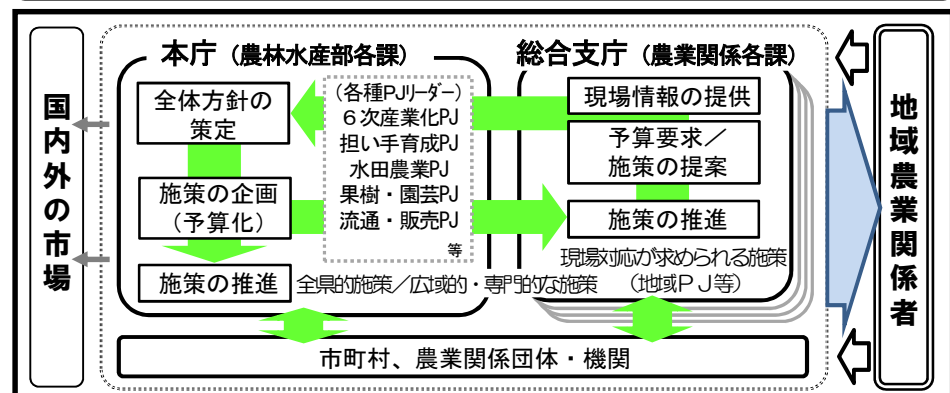 国内外の市場
本庁（農林水産部各課）
全体方針の
策定
施策の企画
（予算化）
施策の推進
（各種PJリーダー）
６次産業化PJ
担い手育成PJ
水田農業PJ
果樹・園芸PJ
流通・販売PJ
等
全県的施策／広域的・専門的な施策
総合支庁（農業関係各課）
現場情報の提供
予算要求／
施策の提案
施策の推進
現場対応が求められる施策
（地域ＰＪ等）
市町村、農業関係団体・機関
地域農業関係者